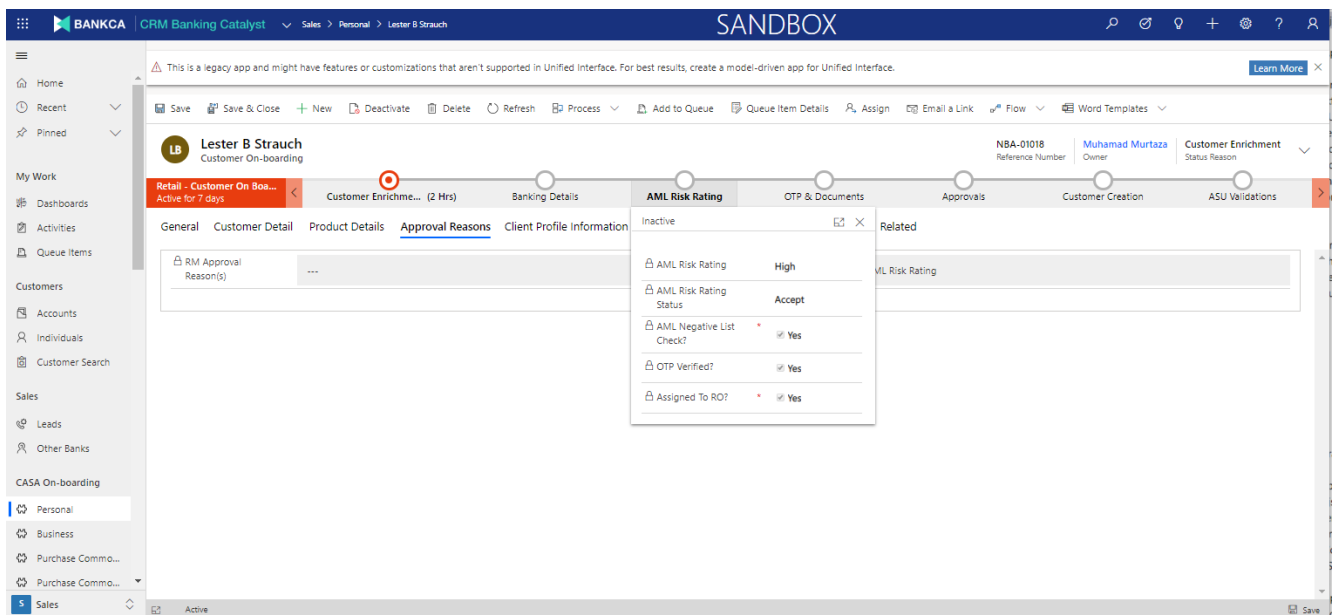 BANKCA CRM Banking Catalyst Sales > Personal > Lester B Strauch SANDBOX
This is a legacy app and might have features or customizations that aren't supported in Unified Interface. For best results, create a model-driven app for Unified Interface. Learn More
Home
Recent
Pinned
My Work
Dashboards
Activities
Queue Items
Customers
Accounts
Individuals
Customer Search
Sales
Leads
Other Banks
CASA On-boarding
Personal
Business
Purchase Commo...
Purchase Commo...
S Sales
Save Save & Close New Deactivate Delete Refresh Process Add to Queue Queue Item Details Assign Email a Link Flow Word Templates
LB
Lester B Strauch
Customer On-boarding
NBA-01018
Reference Number
Muhamad Murtaza
Owner
Customer Enrichment
Status Reason
Retail - Customer On Boa...
Active for 7 days
Customer Enrichme... (2 Hrs) Banking Details AML Risk Rating OTP & Documents Approvals Customer Creation ASU Validations
General Customer Detail Product Details Approval Reasons Client Profile Information Related
RM Approval
Reason(s)
---
Risk Rating
Inactive
AML Risk Rating High
AML Risk Rating
Status
Accept
AML Negative List
Check?
* Yes
OTP Verified? Yes
Assigned To RO? * Yes
Active Save